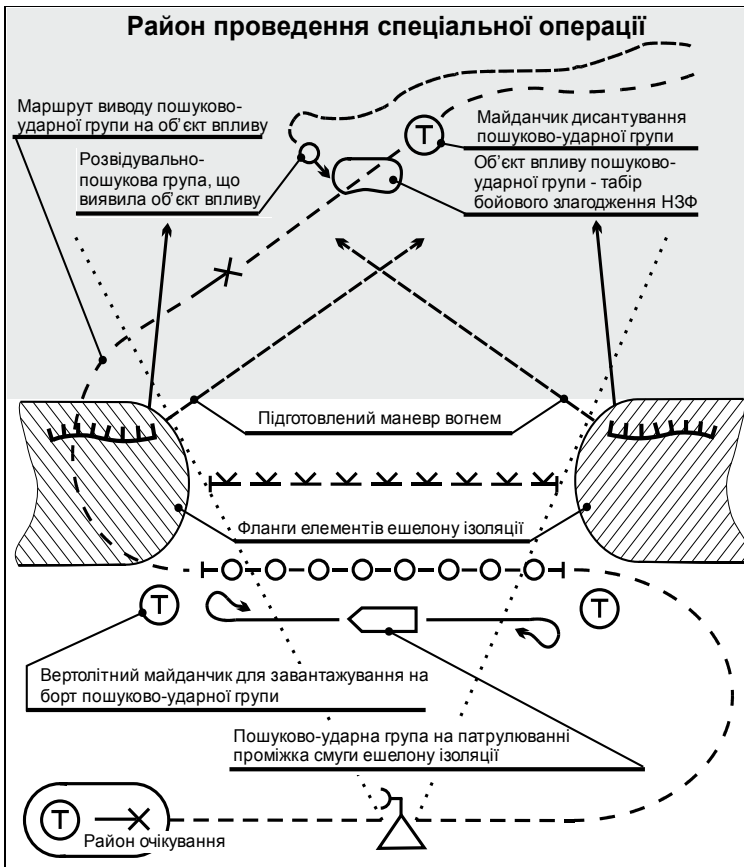 Район проведення спеціальної операції
Маршрут виводу пошуково-
ударної групи на об’єкт впливу
Майданчик дисантування
пошуково-ударної групи
Розвідувально-
пошукова група, що
виявила об’єкт впливу
Об’єкт впливу пошуково-
ударної групи - табір
бойового злагодження НЗФ
Т
Підготовлений маневр вогнем
Фланги елементів ешелону ізоляції
Т
Т
Вертолітний майданчик для завантажування на
борт пошуково-ударної групи
Пошуково-ударна група на патрулюванні
проміжка смуги ешелону ізоляції
Т
Район очікування